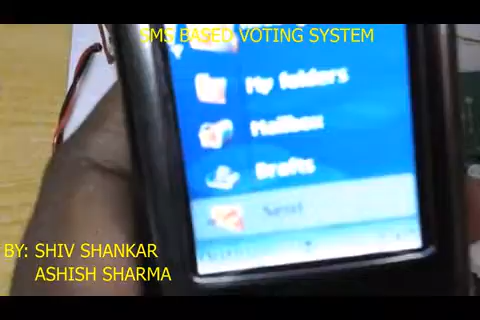 SMS BASED VOTING SYSTEM
My folders
Mailbox
Drafts
Sent
BY: SHIV SHANKAR
ASHISH SHARMA